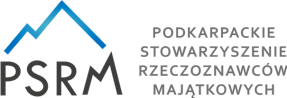 PSRM
PODKARPACKIE
STOWARZYSZENIE
RZECZOZNAWCÓW
MAJĄTKOWYCH